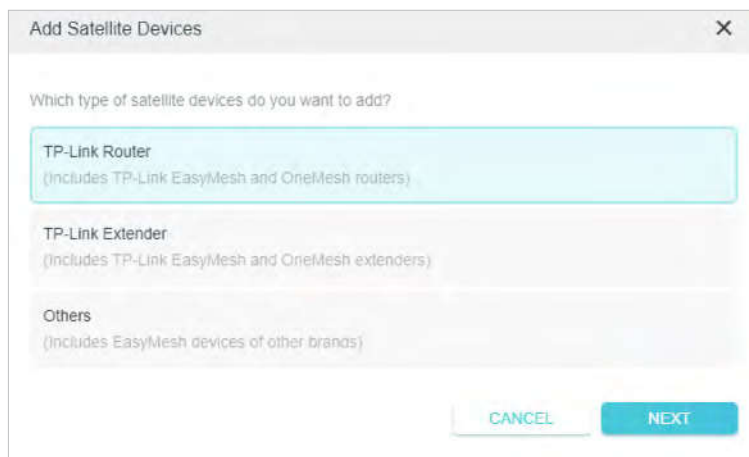 Add Satellite Devices
Which type of satellite devices do you want to add?
TP-Link Router
(Includes TP-Link EasyMesh and OneMesh routers)
TP-Link Extender
(Includes TP-Link EasyMesh and OneMesh extenders)
Others
(Includes EasyMesh devices of other brands)
CANCEL NEXT